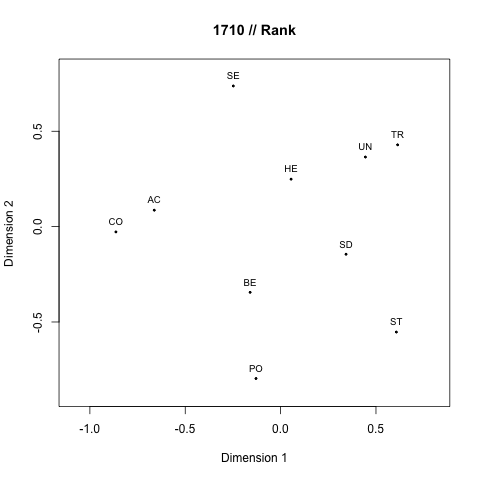 1710 // Rank
SE
TR
UN
HE
AC
CO
SD
BE
ST
PO
0.5
0.0
-0.5
Dimension 2
-1.0 -0.5 0.0 0.5
Dimension 1